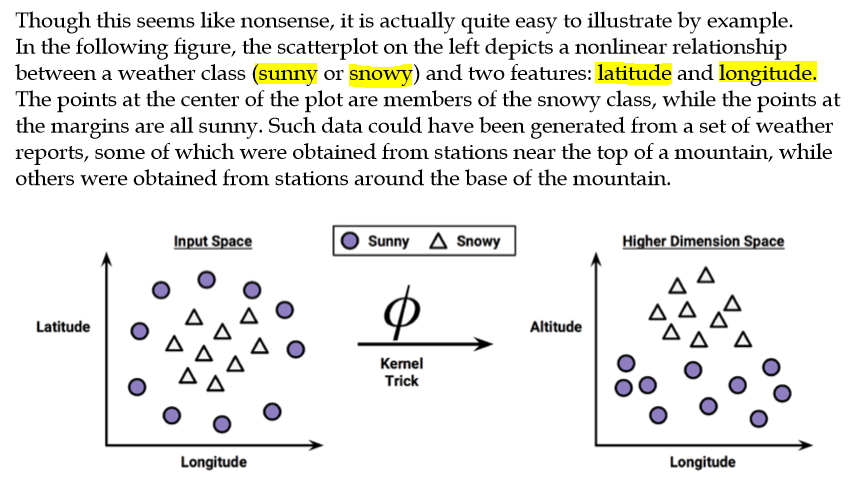 Though this seems like nonsense, it is actually quite easy to illustrate by example.
In the following figure, the scatterplot on the left depicts a nonlinear relationship
between a weather class (sunny or snowy) and two features: latitude and longitude.
The points at the center of the plot are members of the snowy class, while the points at
the margins are all sunny. Such data could have been generated from a set of weather
reports, some of which were obtained from stations near the top of a mountain, while
others were obtained from stations around the base of the mountain.
Input Space
Sunny Snowy
Higher Dimension Space
Latitude
ϕ
Altitude
Kernel
Trick
Longitude
Longitude